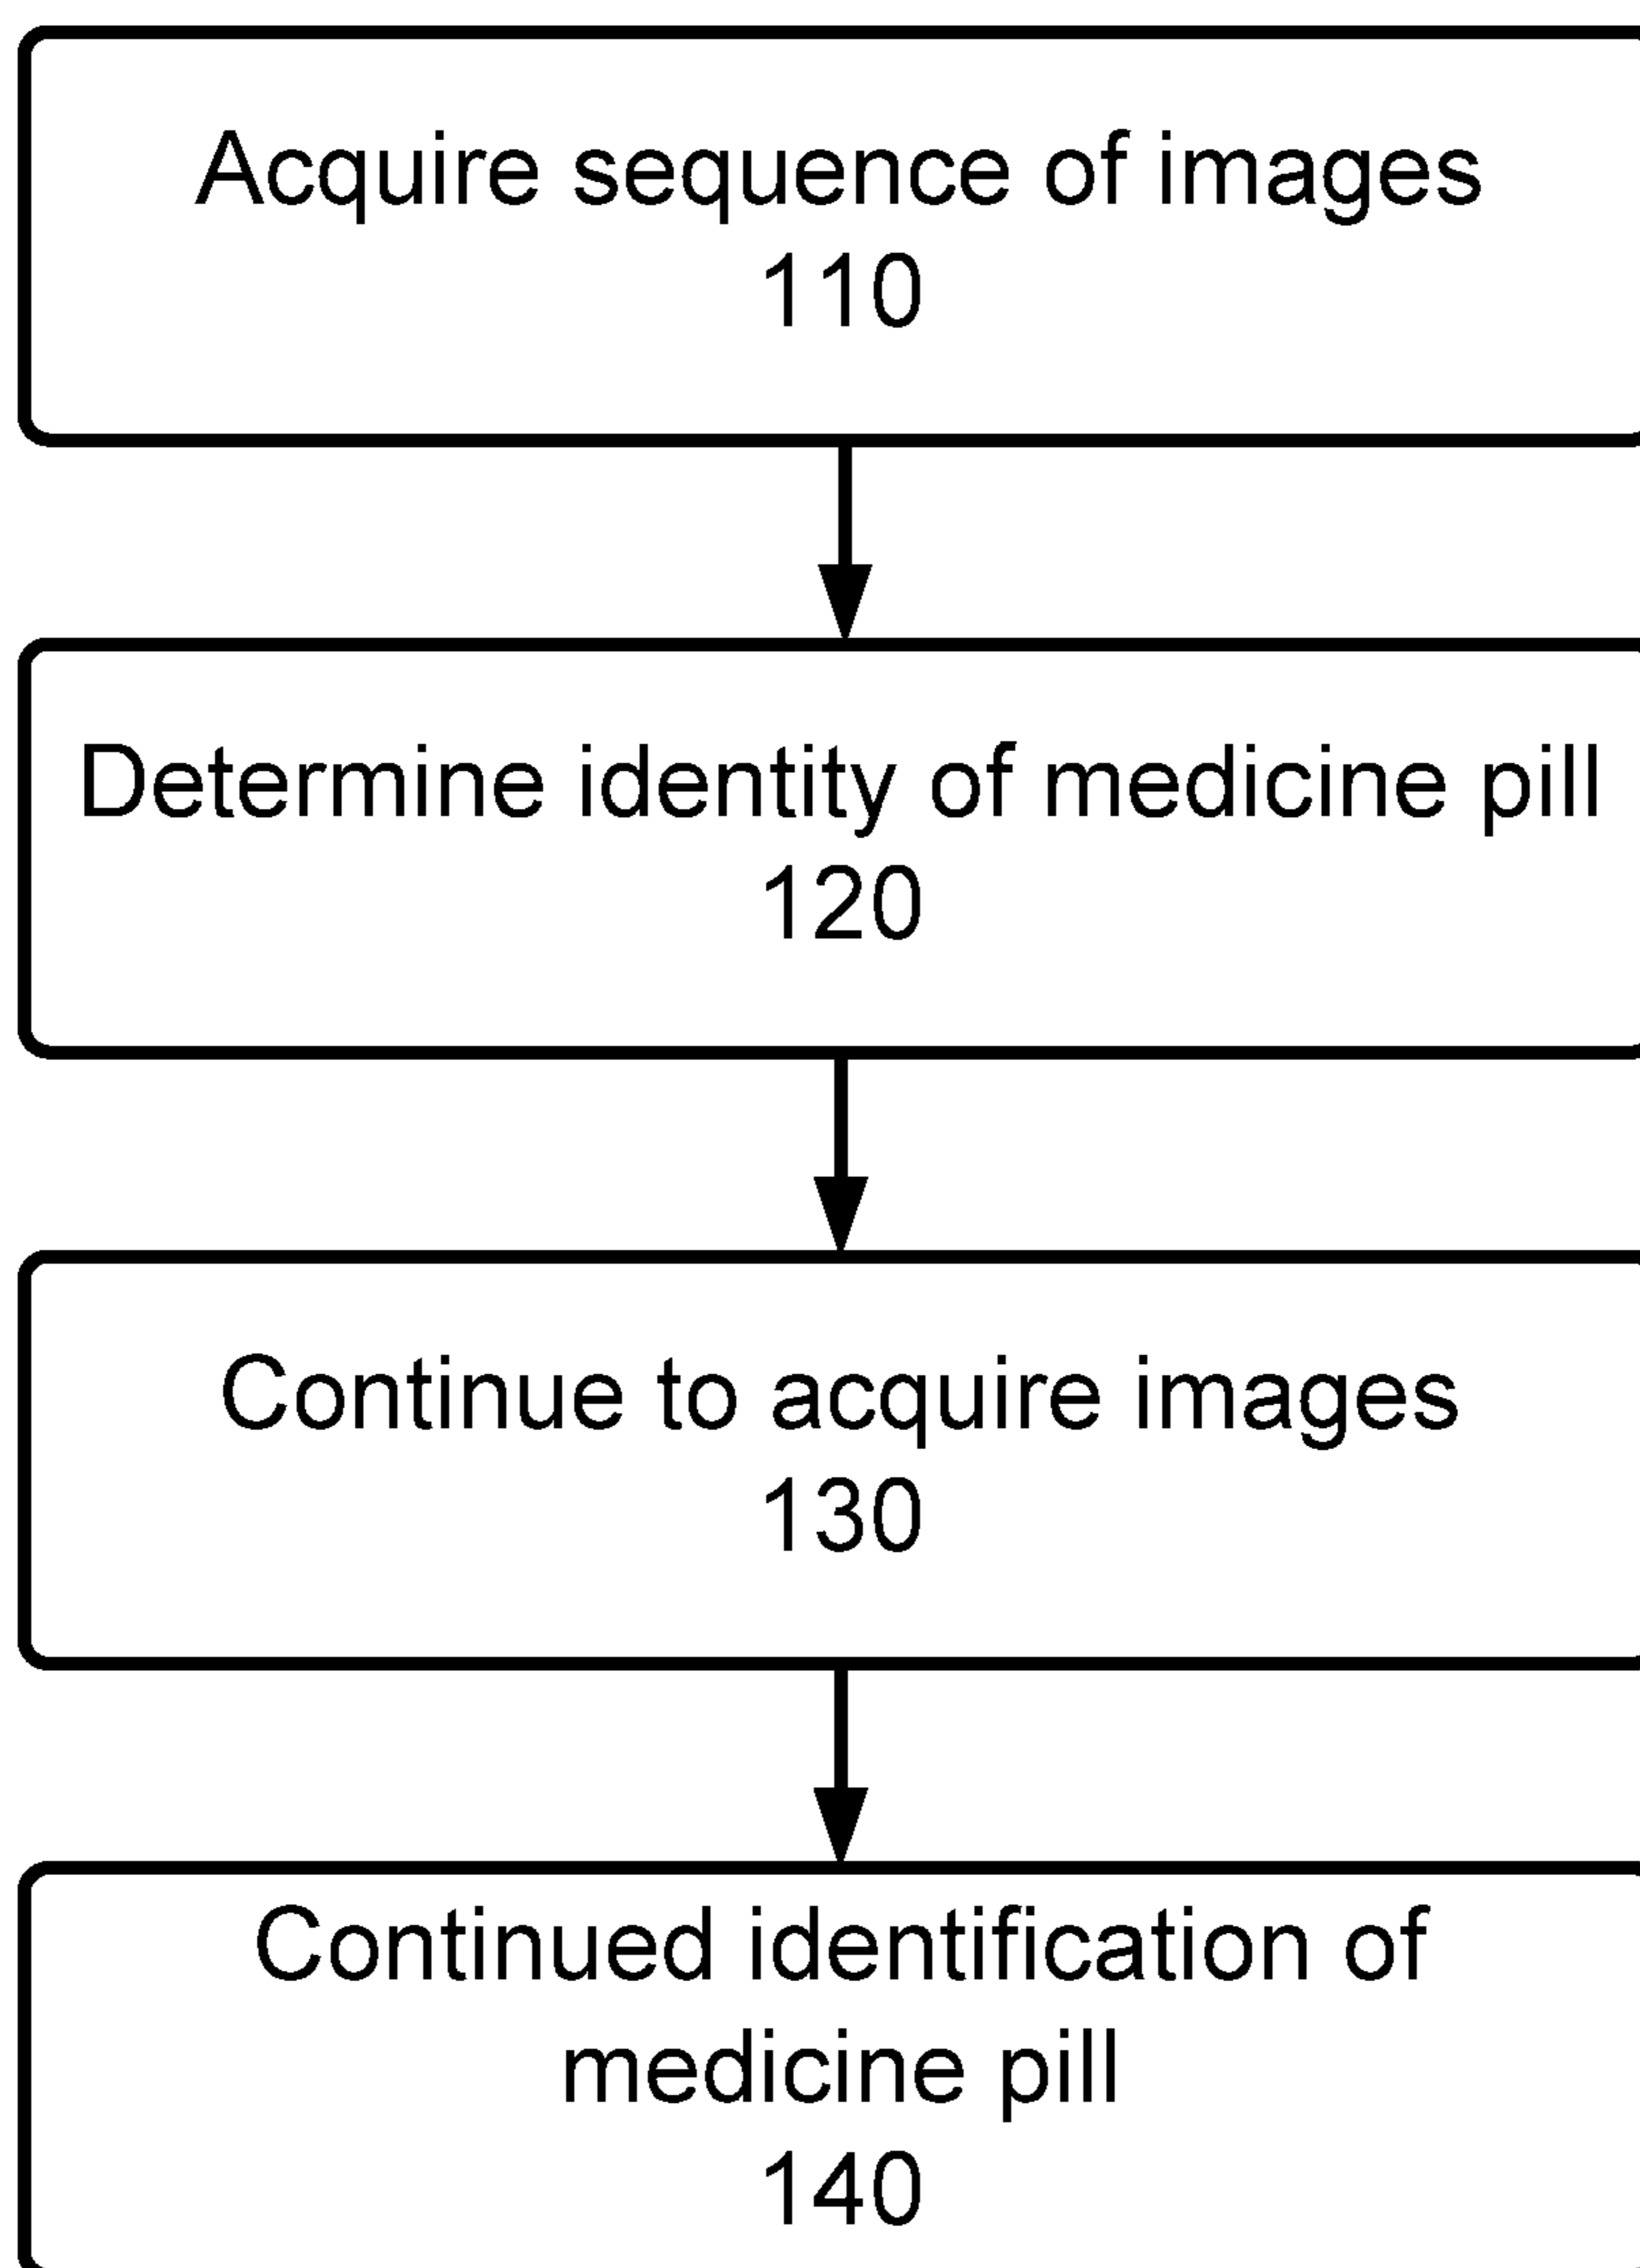 Acquire sequence of images
110
Determine identity of medicine pill
120
Continue to acquire images
130
Continued identification of
medicine pill
140